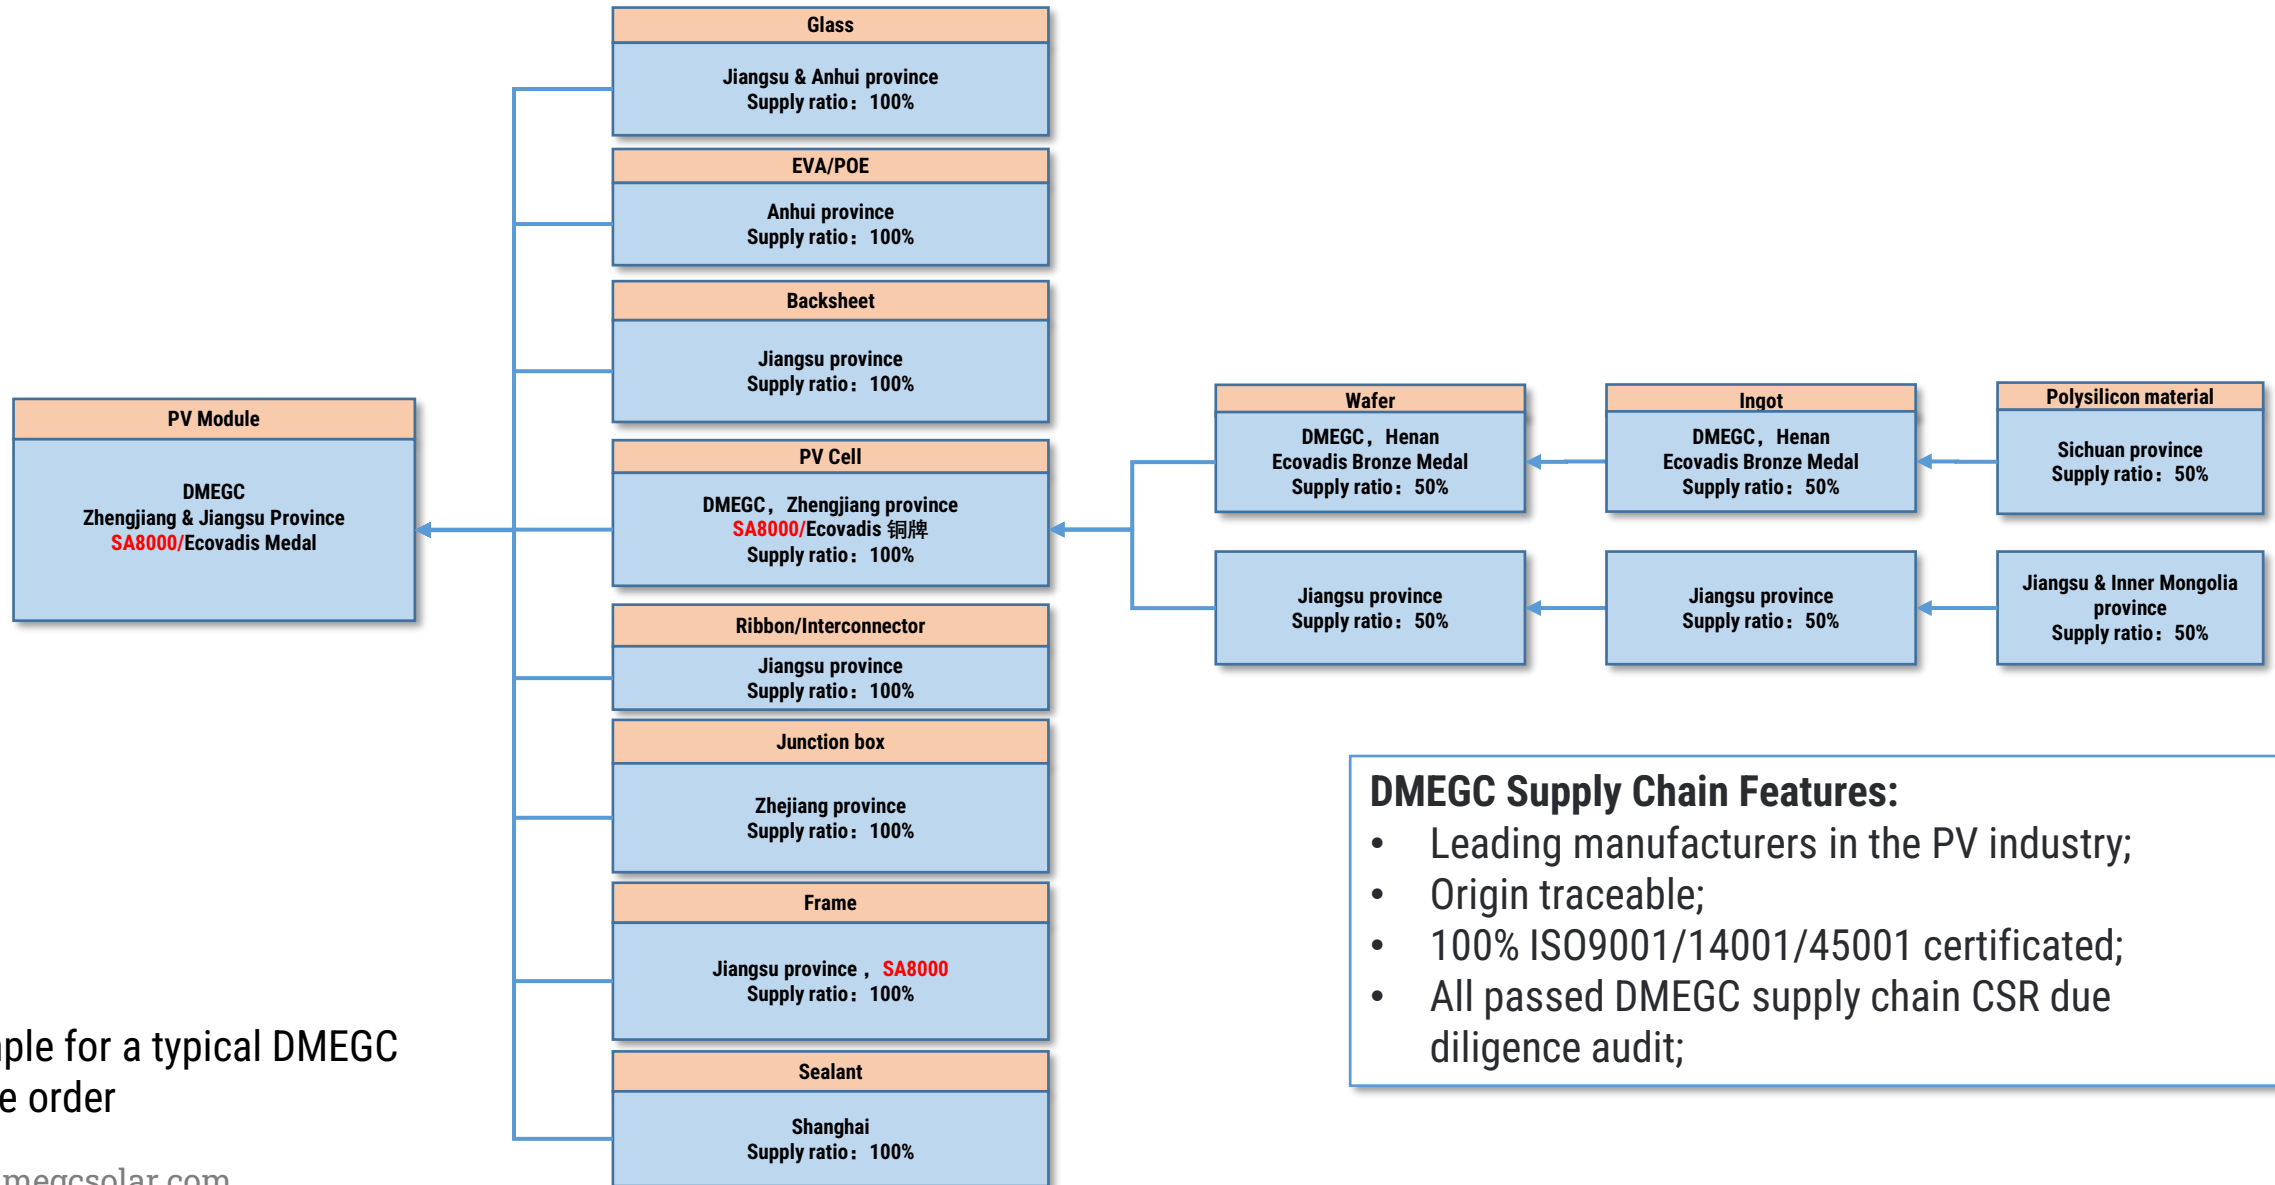 Glass
Jiangsu & Anhui province
Supply ratio：100%
EVA/POE
Anhui province
Supply ratio：100%
Backsheet
Jiangsu province
Supply ratio：100%
PV Module
DMEGC
Zhengjiang & Jiangsu Province
SA8000/Ecovadis Medal
PV Cell
DMEGC，Zhengjiang province
SA8000/Ecovadis 铜牌
Supply ratio：100%
Wafer
DMEGC，Henan
Ecovadis Bronze Medal
Supply ratio：50%
Jiangsu province
Supply ratio：50%
Ingot
DMEGC，Henan
Ecovadis Bronze Medal
Supply ratio：50%
Jiangsu province
Supply ratio：50%
Polysilicon material
Sichuan province
Supply ratio：50%
Jiangsu & Inner Mongolia
province
Supply ratio：50%
Ribbon/Interconnector
Jiangsu province
Supply ratio：100%
Junction box
Zhejiang province
Supply ratio：100%
Frame
Jiangsu province，SA8000
Supply ratio：100%
Sealant
Shanghai
Supply ratio：100%
DMEGC Supply Chain Features:
• Leading manufacturers in the PV industry;
• Origin traceable;
• 100% ISO9001/14001/45001 certificated;
• All passed DMEGC supply chain CSR due
diligence audit;
for a typical DMEGC
order
megcsolar.com